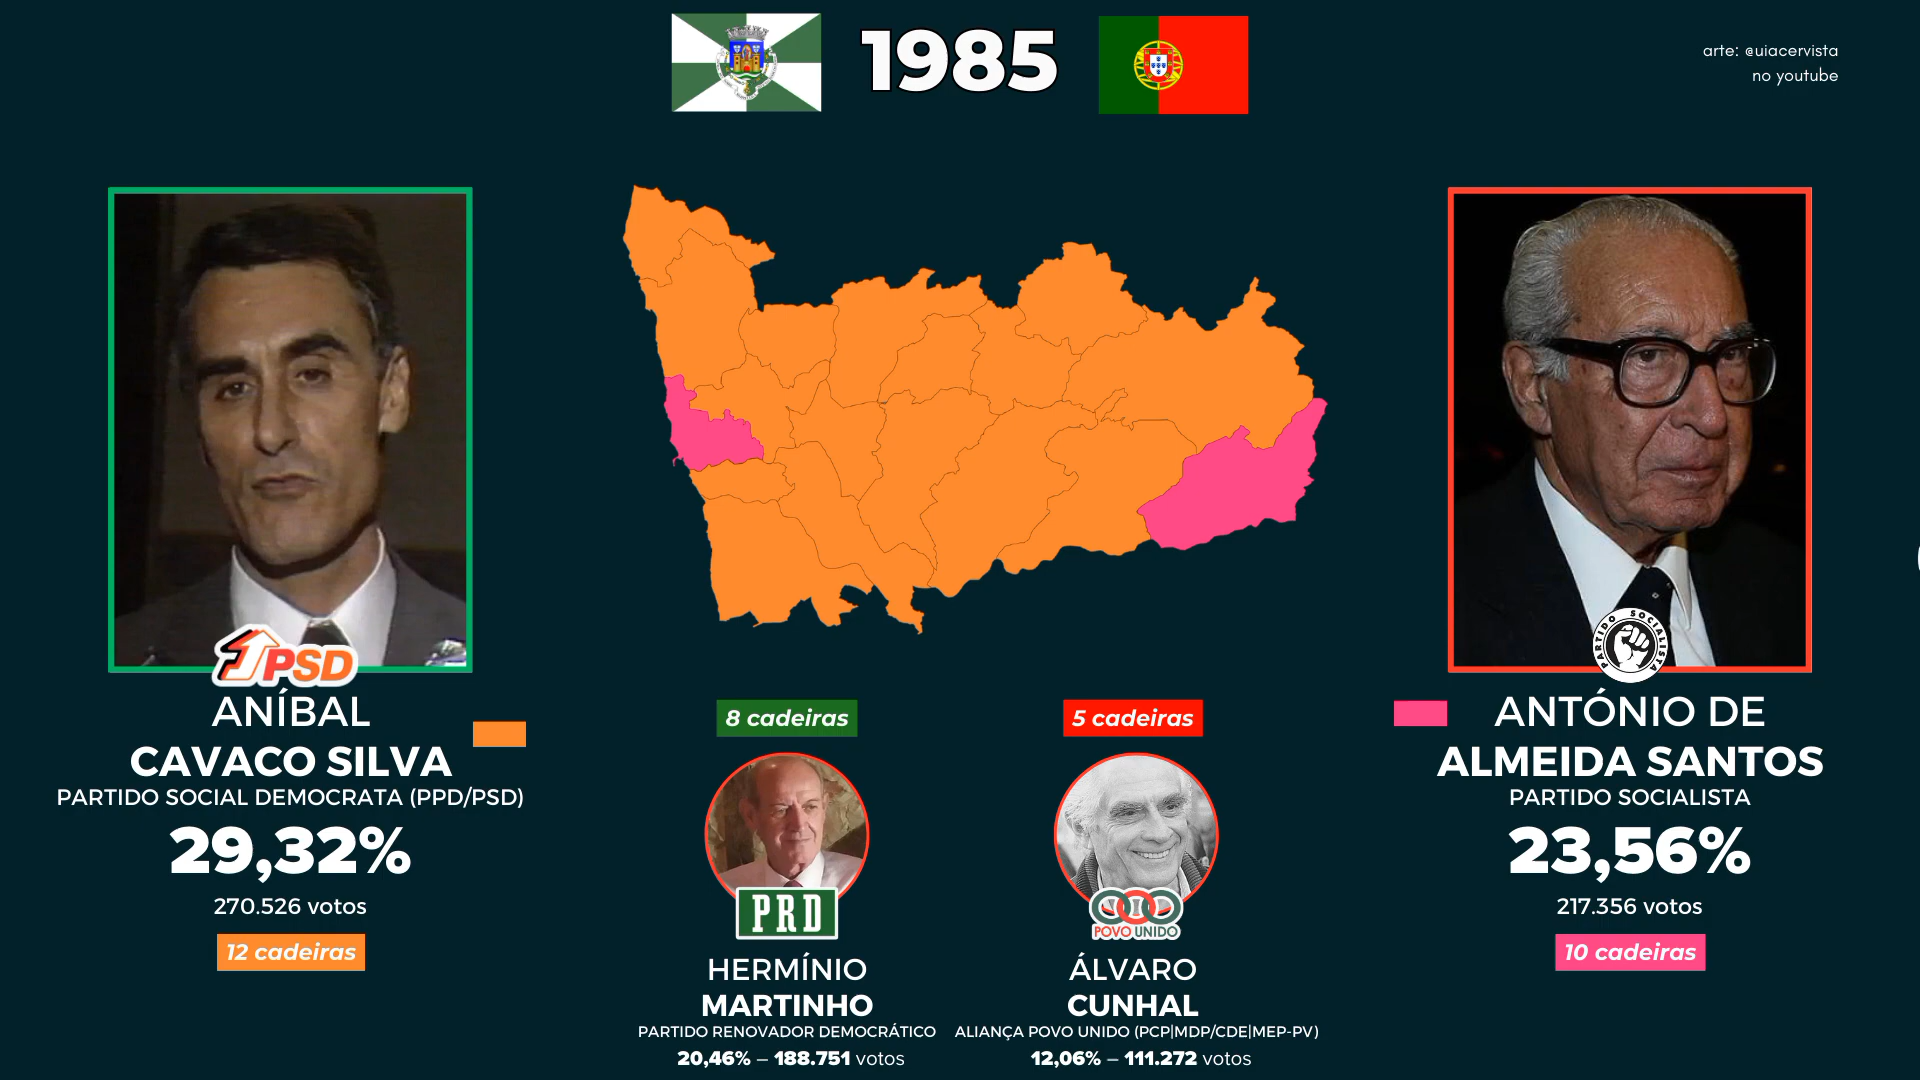 1985
arte: @uiacervista
no youtube
PSD
ANÍBAL
CAVACO SILVA
PARTIDO SOCIAL DEMOCRATA (PPD/PSD)
29,32%
270.526 votos
12 cadeiras
8 cadeiras
PRD
HERMÍNIO
MARTINHO
PARTIDO RENOVADOR DEMOCRÁTICO
20,46% – 188.751 votos
5 cadeiras
POVO UNIDO
ÁLVARO
CUNHAL
ALIANÇA POVO UNIDO (PCP|MDP/CDE|MEP-PV)
12,06% – 111.272 votos
PARTIDO SOCIALISTA
ANTÓNIO DE
ALMEIDA SANTOS
PARTIDO SOCIALISTA
23,56%
217.356 votos
10 cadeiras